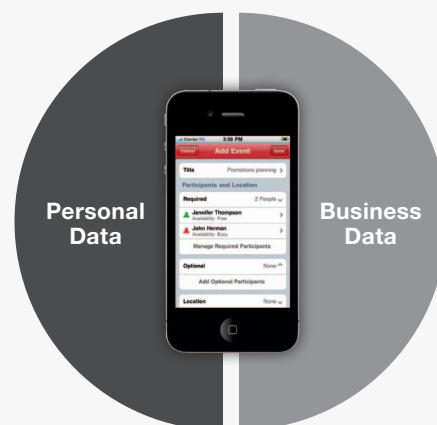 Personal
Data
Business
Data
Carrier
3:58 PM
Cancel
Add Event
Done
Title
Promotions planning
Participants and Location
Required
2 People
Jennifer Thompson
Availability: Free
John Herman
Availability: Busy
Manage Required Participants
Optional
None
Add Optional Participants
Location
None